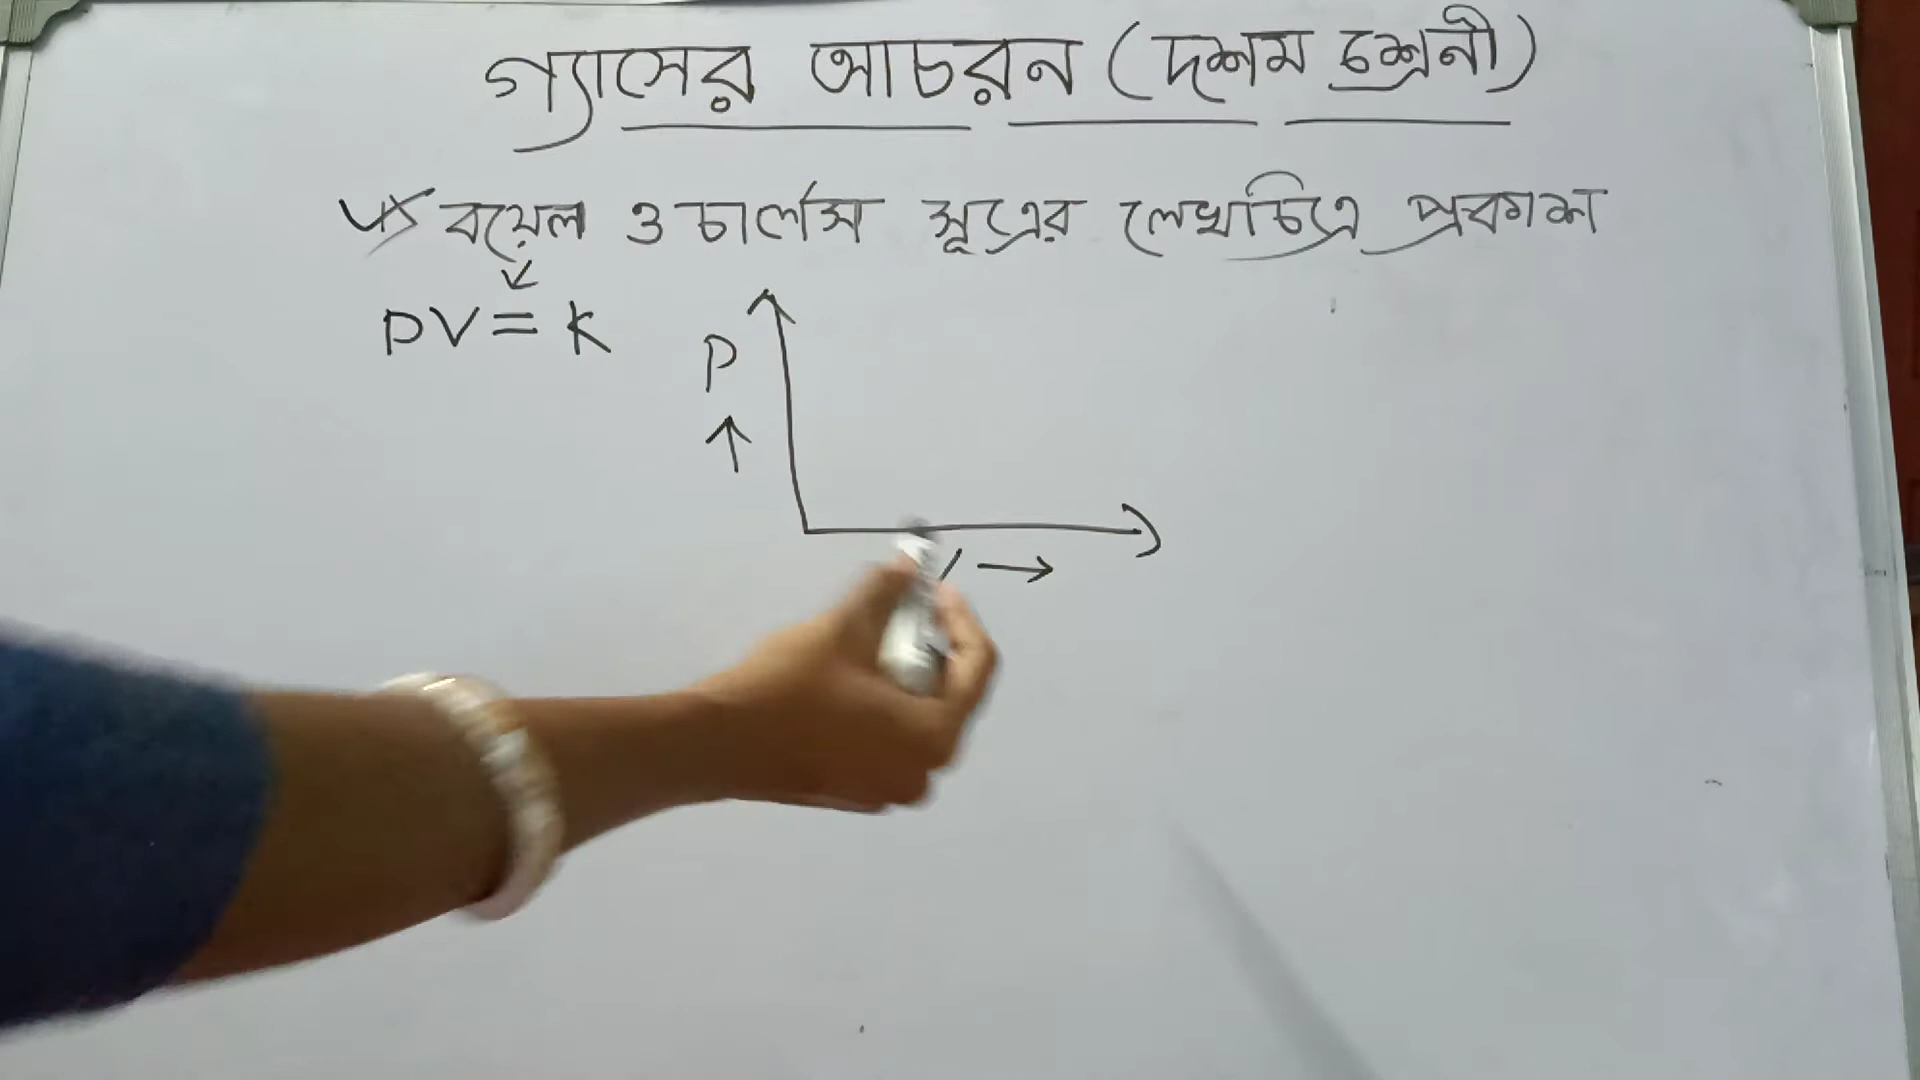 গ্যাসের আচরন (দশম শ্রেনী)
বয়েল ও চার্লস সূত্রের লেখচিত্রে প্রকাশ
PV = K
P
V